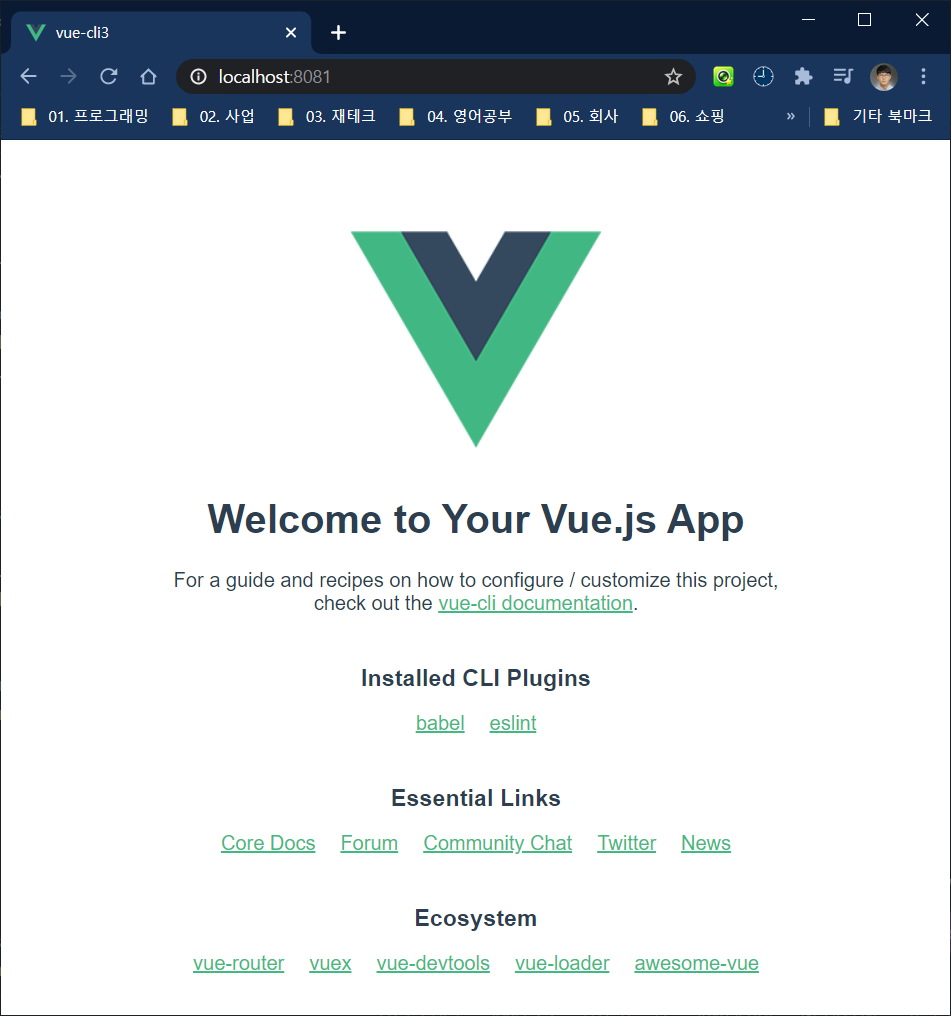 vue-cli3
localhost:8081
01. 프로그래밍 02. 사업 03. 재테크 04. 영어공부 05. 회사 06. 쇼핑 » 기타 북마크
Welcome to Your Vue.js App
For a guide and recipes on how to configure / customize this project,
check out the vue-cli documentation.
Installed CLI Plugins
babel eslint
Essential Links
Core Docs Forum Community Chat Twitter News
Ecosystem
vue-router vuex vue-devtools vue-loader awesome-vue